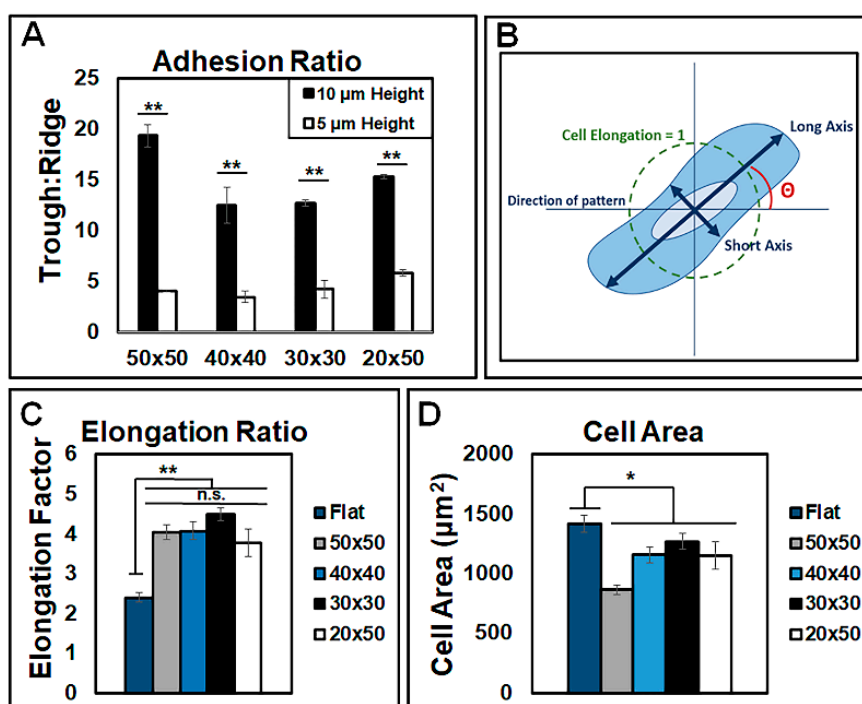 A
Adhesion Ratio
Trough:Ridge
25
20
15
10
5
0
10 µm Height
5 µm Height
**
**
**
**
50x50 40x40 30x30 20x50
B
Cell Elongation = 1
Long Axis
Direction of pattern
Θ
Short Axis
C
Elongation Ratio
Elongation Factor
6
5
4
3
2
1
0
**
n.s.
Flat
50x50
40x40
30x30
20x50
D
Cell Area
Cell Area (µm²)
2000
1500
1000
500
0
*
Flat
50x50
40x40
30x30
20x50